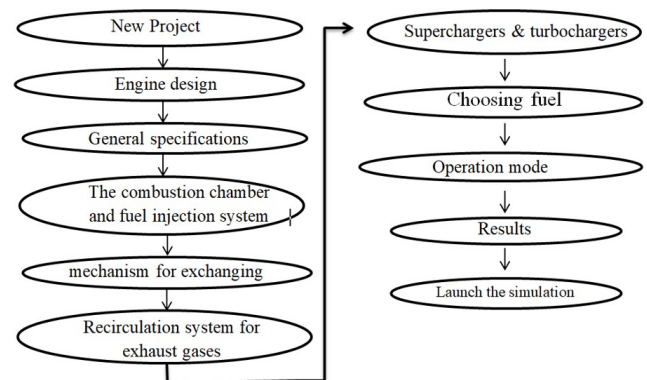 New Project
Engine design
General specifications
The combustion chamber
and fuel injection system
mechanism for exchanging
Recirculation system for
exhaust gases
Superchargers & turbochargers
Choosing fuel
Operation mode
Results
Launch the simulation